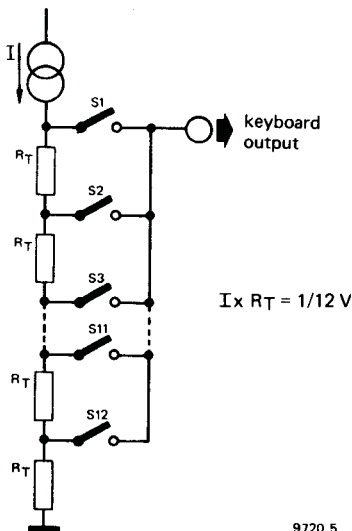 I
S1
keyboard
output
RT
S2
RT
S3
I x RT = 1/12 V
S11
RT
S12
RT
9720 5